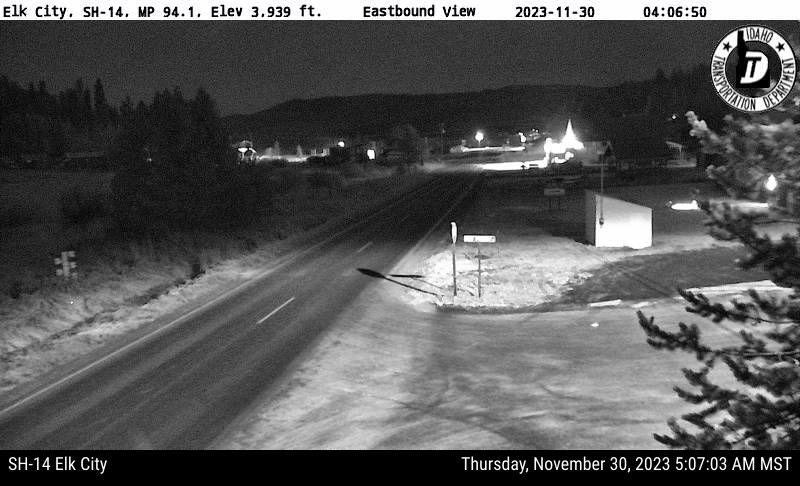 Elk City, SH-14, MP 94.1, Elev 3,939 ft. Eastbound View 2023-11-30 04:06:50
IDAHO
TRANSPORTATION DEPARTMENT
SH-14 Elk City Thursday, November 30, 2023 5:07:03 AM MST